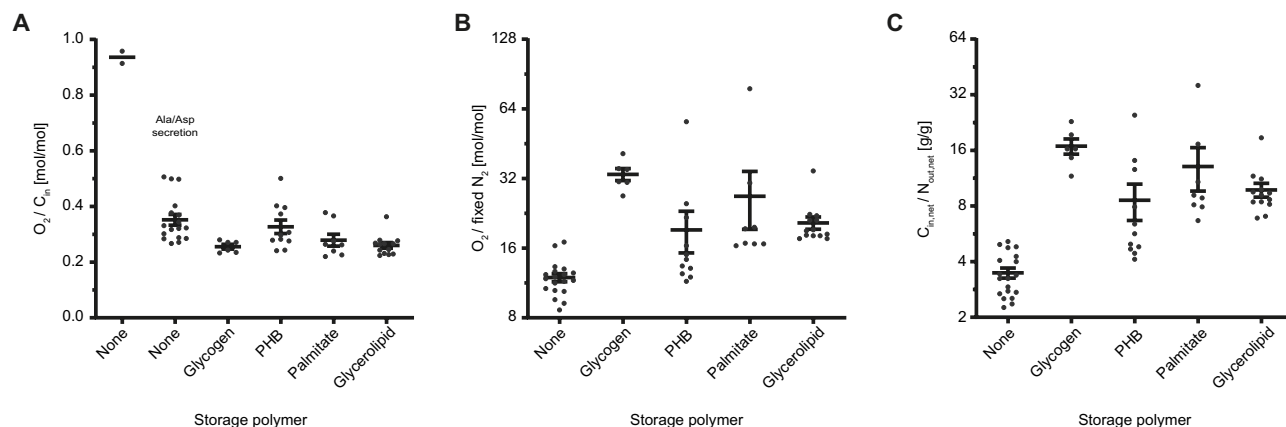 A
O₂/ C_in [mol/mol]
1.0
0.8
0.6
0.4
0.2
0.0
Ala/Asp
secretion
None
None
Glycogen
PHB
Palmitate
Glycerolipid
Storage polymer
B
O₂/ fixed N₂ [mol/mol]
128
64
32
16
8
None
Glycogen
PHB
Palmitate
Glycerolipid
Storage polymer
C
C_in,net/ N_out,net [g/g]
64
32
16
8
4
2
None
Glycogen
PHB
Palmitate
Glycerolipid
Storage polymer